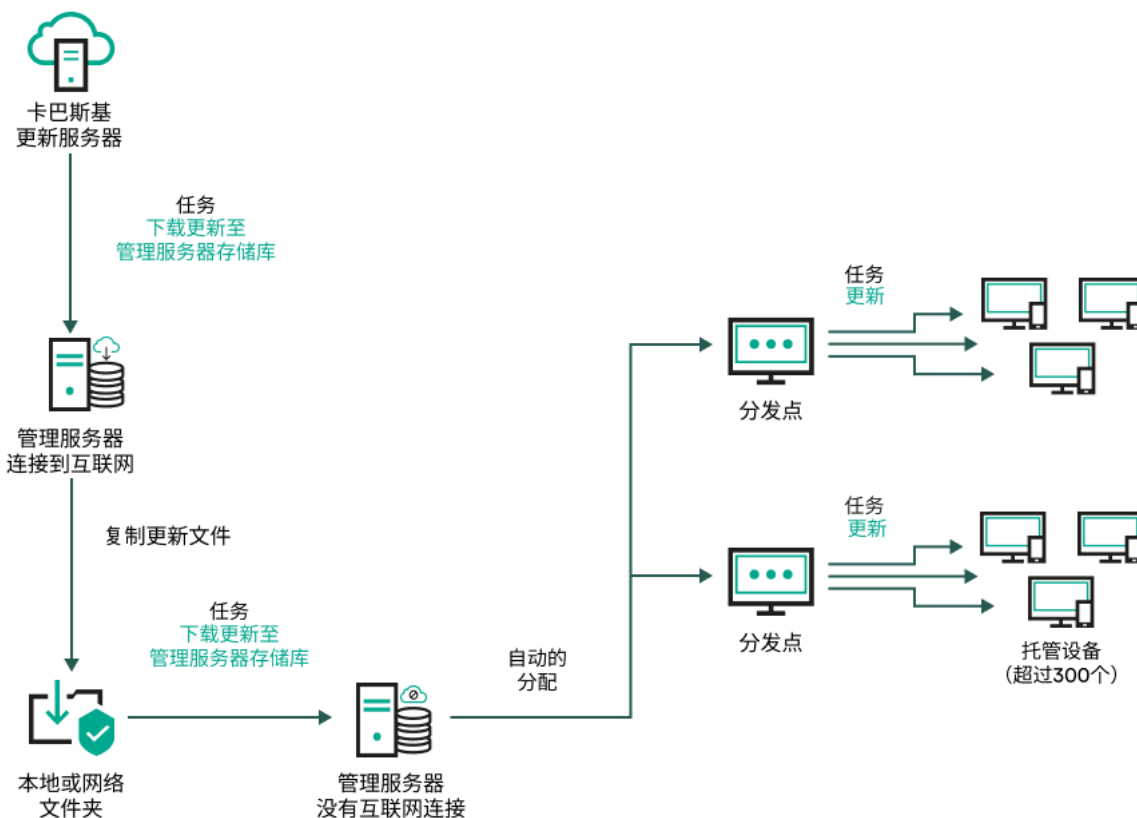 卡巴斯基
更新服务器
任务
下载更新至
管理服务器存储库
管理服务器
连接到互联网
复制更新文件
任务
下载更新至
管理服务器存储库
本地或网络
文件夹
管理服务器
没有互联网连接
自动的
分配
分发点
任务
更新
分发点
任务
更新
托管设备
（超过300个）